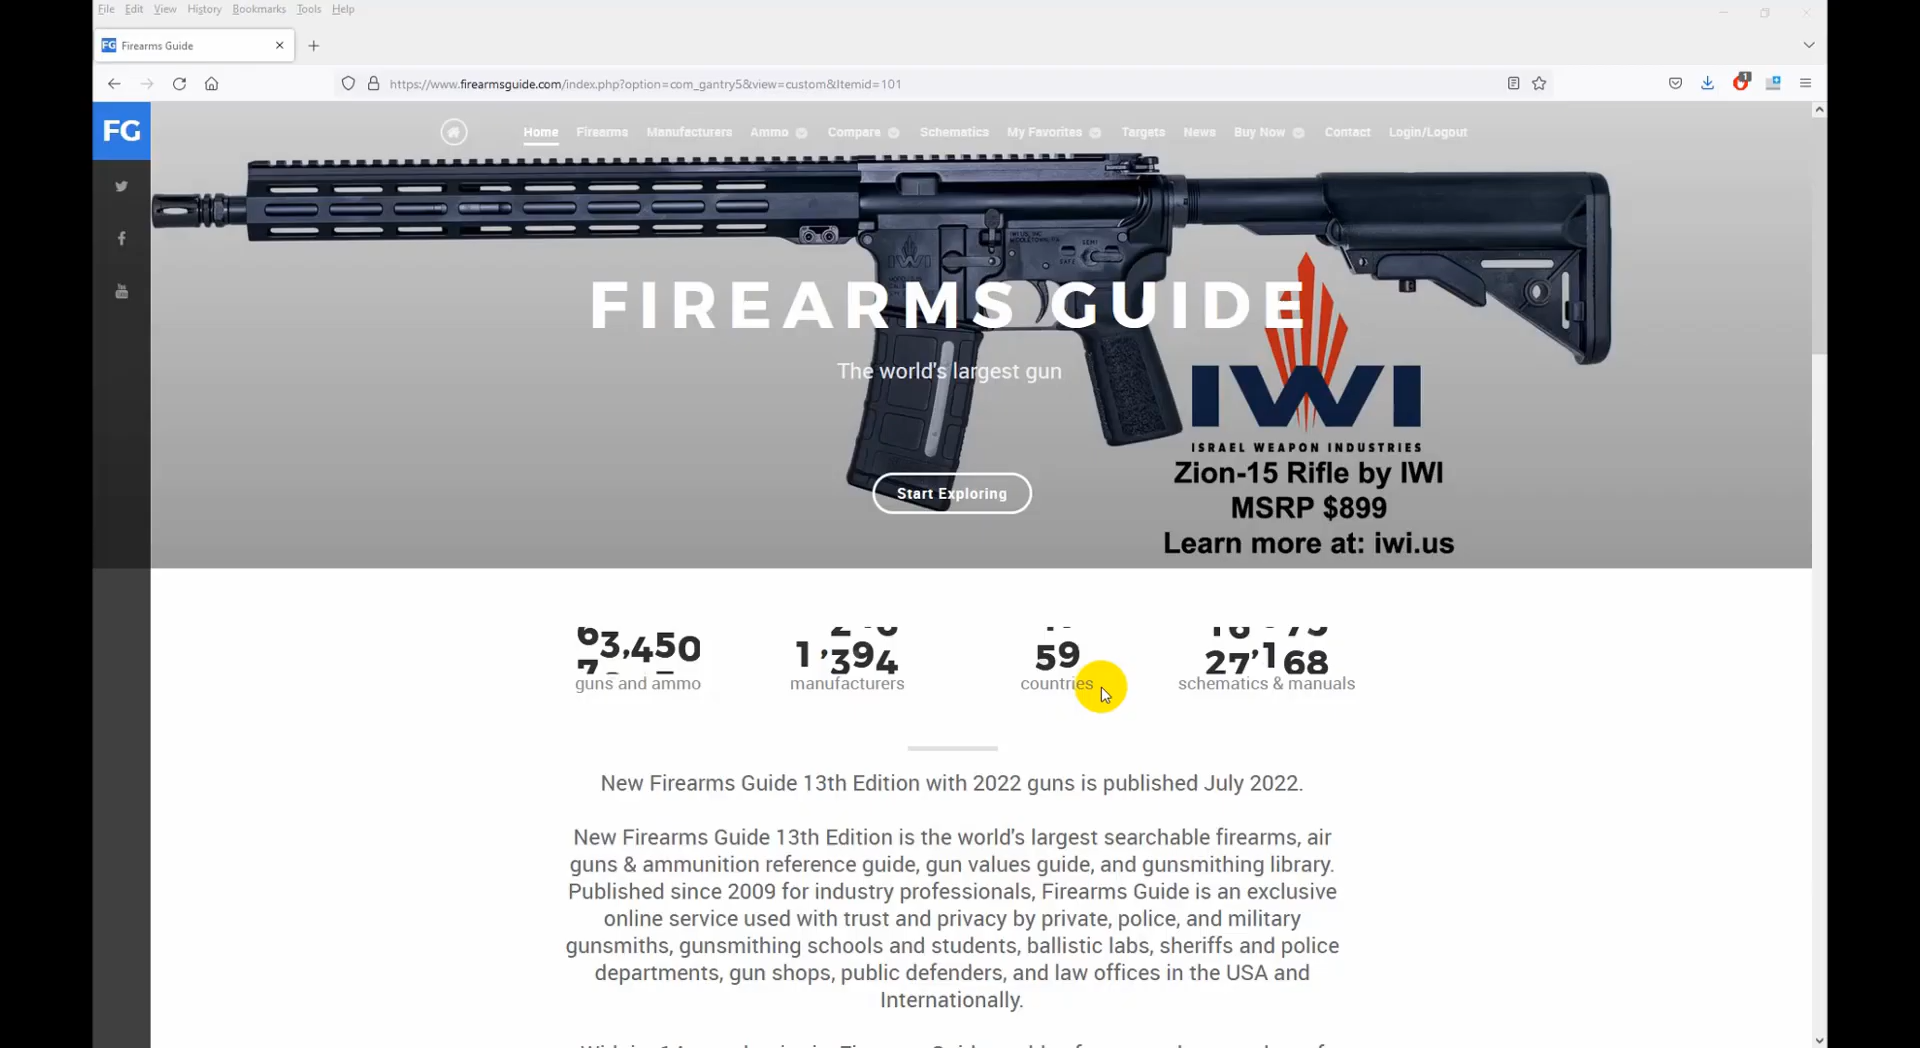 File Edit View History Bookmarks Tools Help
FG Firearms Guide
https://www.firearmsguide.com/index.php?option=com_gantry5&view=custom&Itemid=101
FG
Home Firearms Manufacturers Ammo Compare Schematics My Favorites Targets News Buy Now Contact Login/Logout
IWI
SAFE SEMI
FIREARMS GUIDE
The world's largest gun
IWI
ISRAEL WEAPON INDUSTRIES
Zion-15 Rifle by IWI
MSRP $899
Learn more at: iwi.us
Start Exploring
guns and ammo manufacturers countries schematics & manuals
New Firearms Guide 13th Edition with 2022 guns is published July 2022.
New Firearms Guide 13th Edition is the world's largest searchable firearms, air
guns & ammunition reference guide, gun values guide, and gunsmithing library.
Published since 2009 for industry professionals, Firearms Guide is an exclusive
online service used with trust and privacy by private, police, and military
gunsmiths, gunsmithing schools and students, ballistic labs, sheriffs and police
departments, gun shops, public defenders, and law offices in the USA and
Internationally.